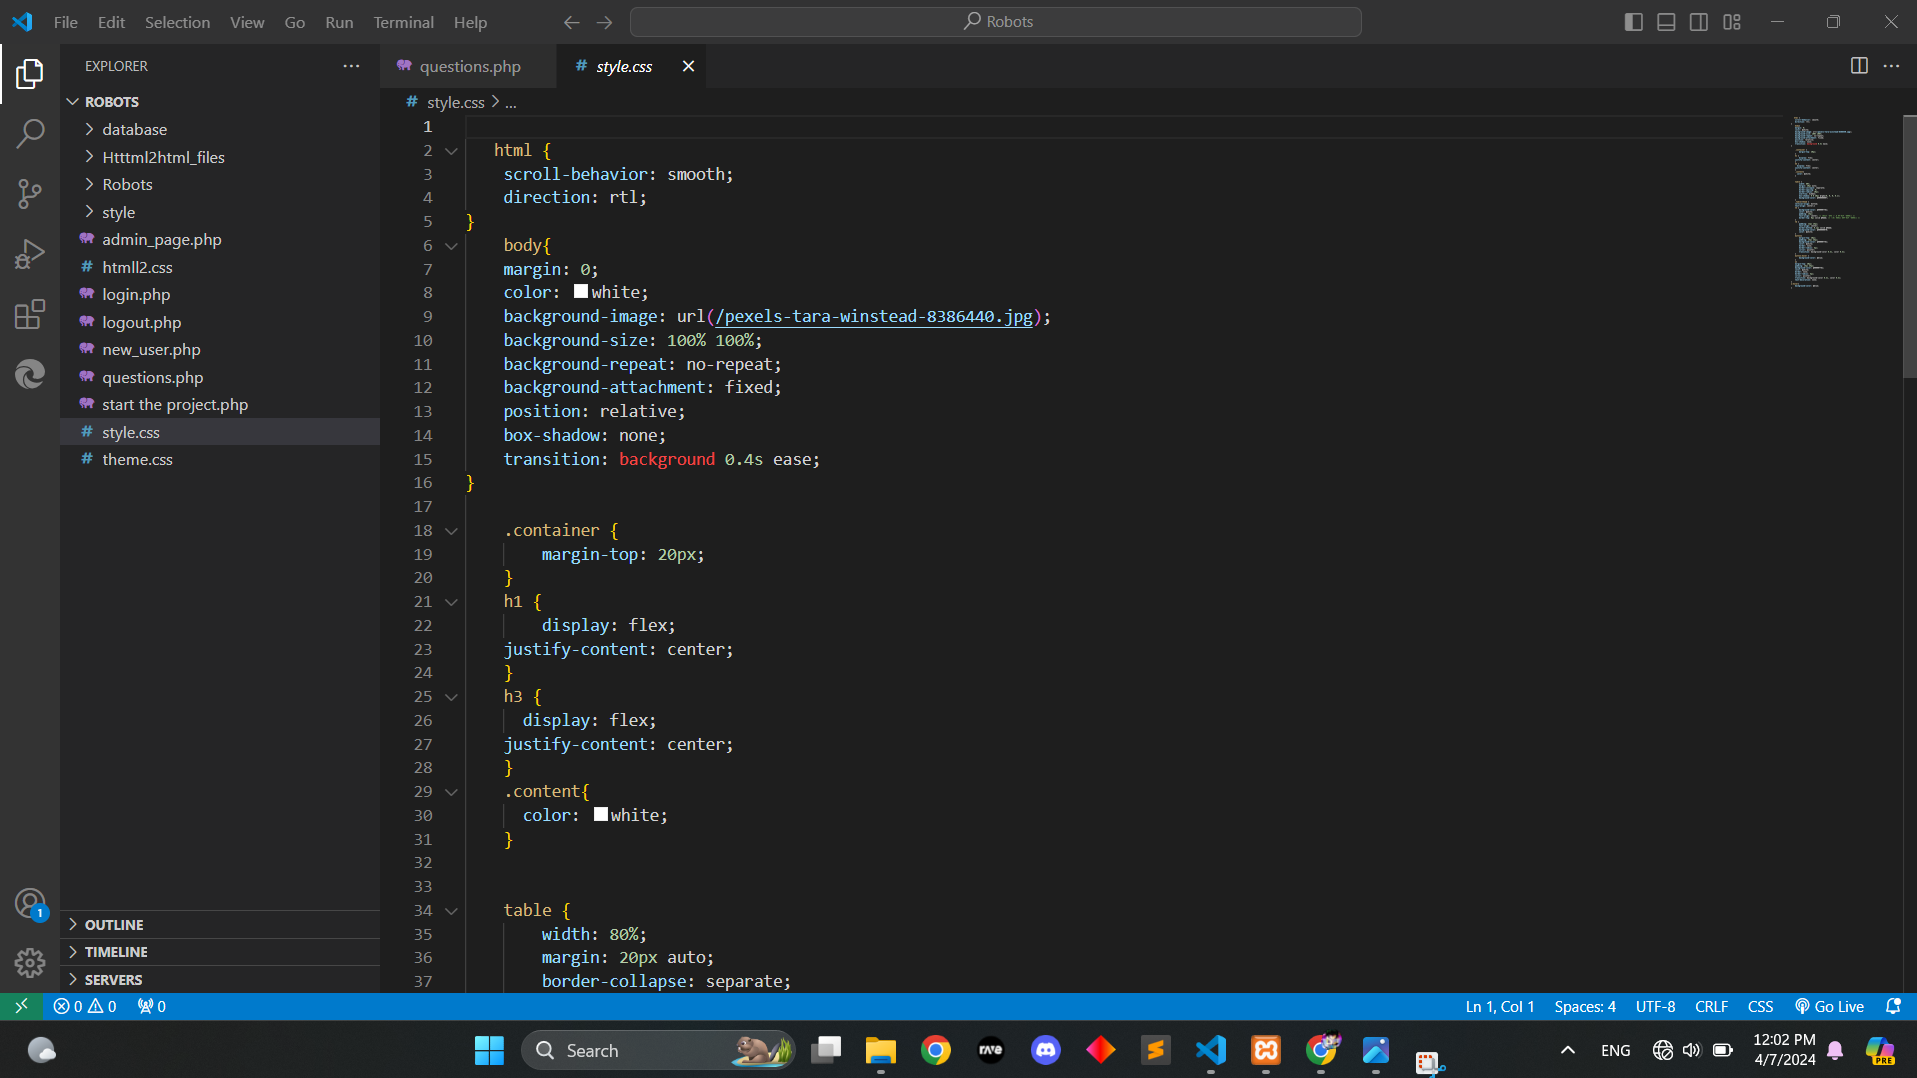 File Edit Selection View Go Run Terminal Help
Robots
EXPLORER
questions.php
# style.css
ROBOTS
database
Htttml2html_files
Robots
style
admin_page.php
# htmll2.css
login.php
logout.php
new_user.php
questions.php
start the project.php
# style.css
# theme.css
OUTLINE
TIMELINE
SERVERS
# style.css > ...
1
2 html {
3 scroll-behavior: smooth;
4 direction: rtl;
5 }
6 body{
7 margin: 0;
8 color: white;
9 background-image: url(/pexels-tara-winstead-8386440.jpg);
10 background-size: 100% 100%;
11 background-repeat: no-repeat;
12 background-attachment: fixed;
13 position: relative;
14 box-shadow: none;
15 transition: background 0.4s ease;
16 }
17
18 .container {
19 margin-top: 20px;
20 }
21 h1 {
22 display: flex;
23 justify-content: center;
24 }
25 h3 {
26 display: flex;
27 justify-content: center;
28 }
29 .content{
30 color: white;
31 }
32
33
34 table {
35 width: 80%;
36 margin: 20px auto;
37 border-collapse: separate;
1
0 0 0
Ln 1, Col 1 Spaces: 4 UTF-8 CRLF CSS Go Live
Search
rave
PRE
ENG
12:02 PM
4/7/2024